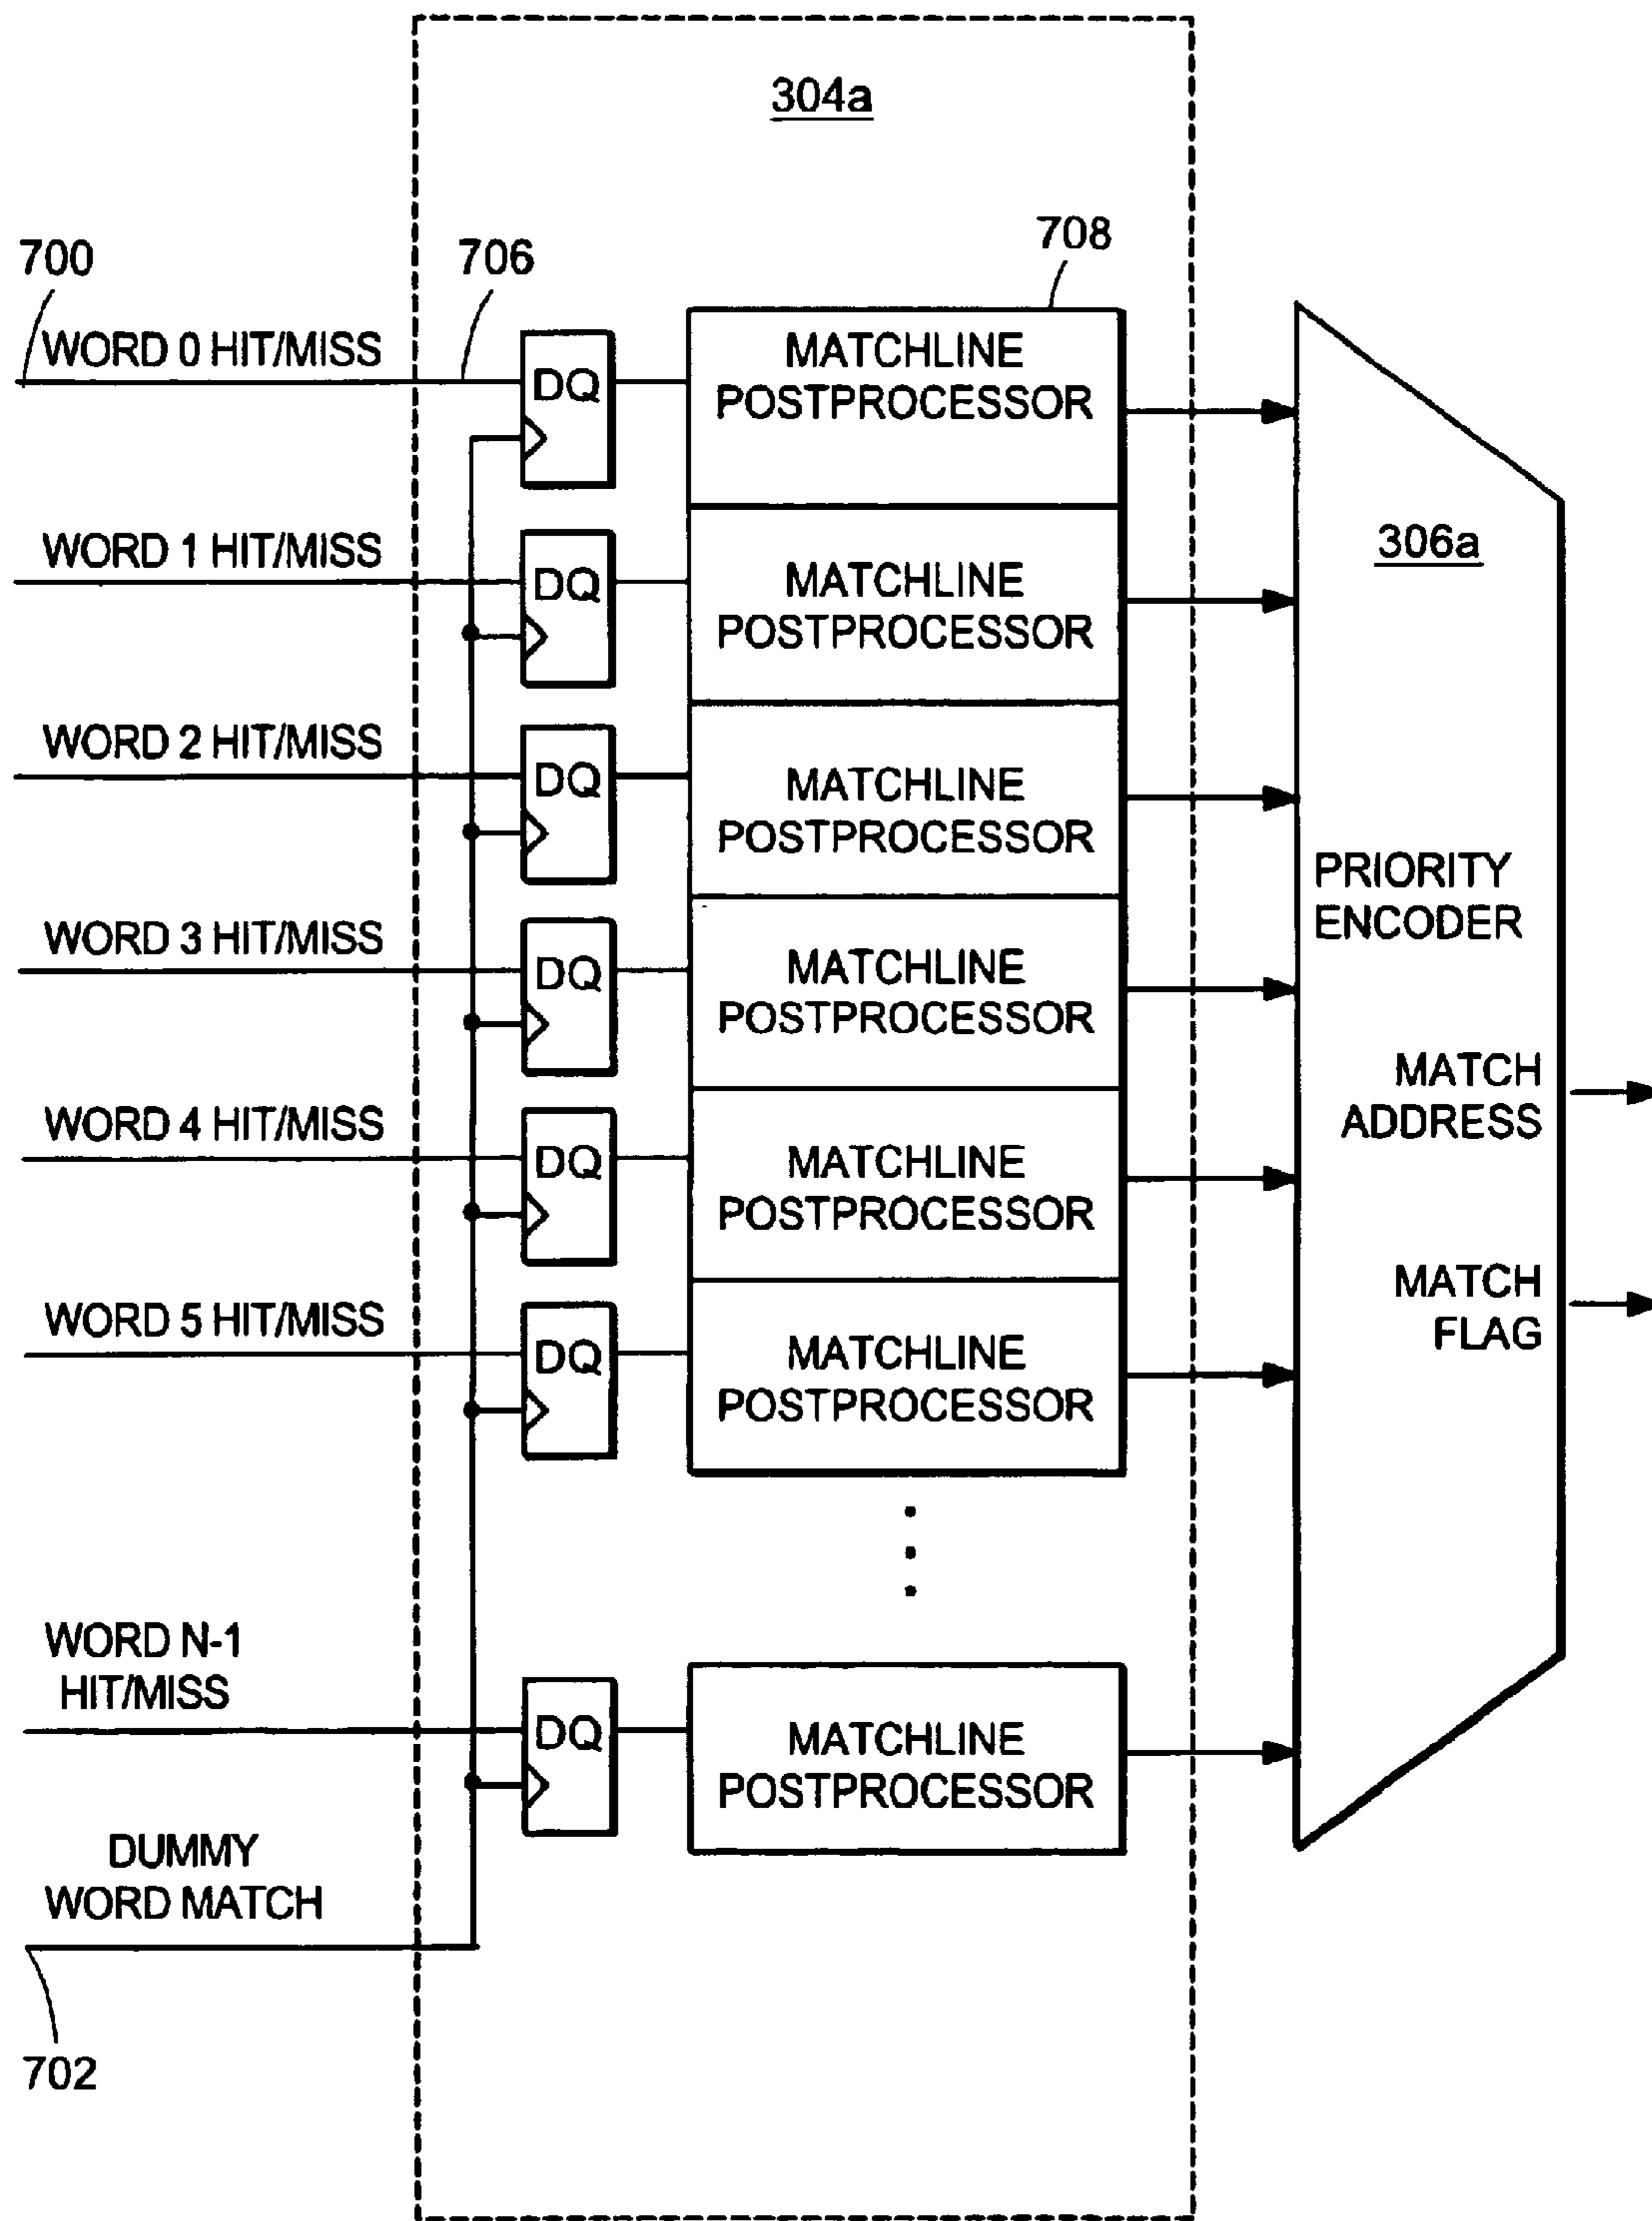 304a
700
706
708
WORD 0 HIT/MISS
DQ
MATCHLINE
POSTPROCESSOR
WORD 1 HIT/MISS
DQ
MATCHLINE
POSTPROCESSOR
306a
WORD 2 HIT/MISS
DQ
MATCHLINE
POSTPROCESSOR
PRIORITY
ENCODER
WORD 3 HIT/MISS
DQ
MATCHLINE
POSTPROCESSOR
MATCH
ADDRESS
WORD 4 HIT/MISS
DQ
MATCHLINE
POSTPROCESSOR
MATCH
FLAG
WORD 5 HIT/MISS
DQ
MATCHLINE
POSTPROCESSOR
WORD N-1
HIT/MISS
DQ
MATCHLINE
POSTPROCESSOR
DUMMY
WORD MATCH
702